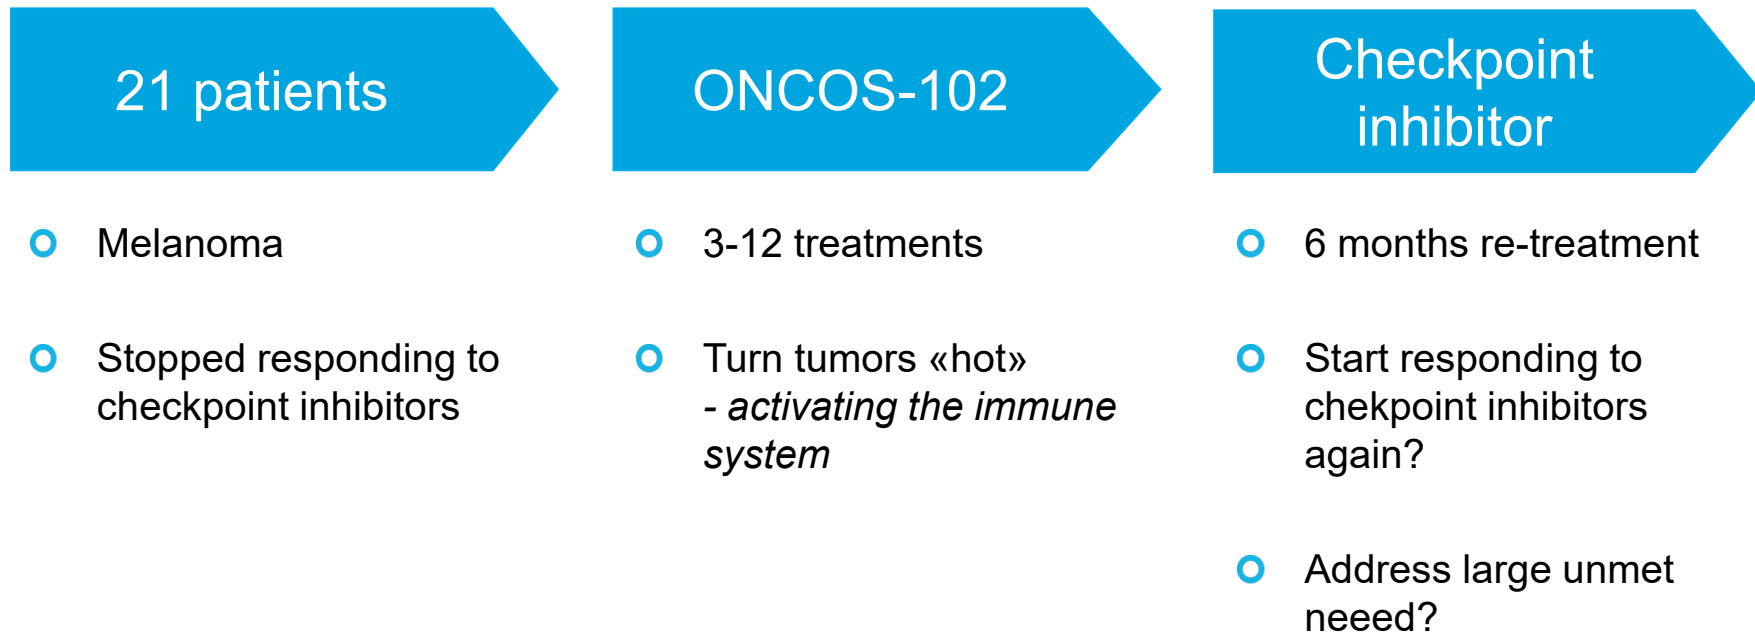 21 patients
Melanoma
Stopped responding to
checkpoint inhibitors
ONCOS-102
3-12 treatments
Turn tumors «hot»
- activating the immune
system
Checkpoint
inhibitor
6 months re-treatment
Start responding to
chekpoint inhibitors
again?
Address large unmet
neeed?